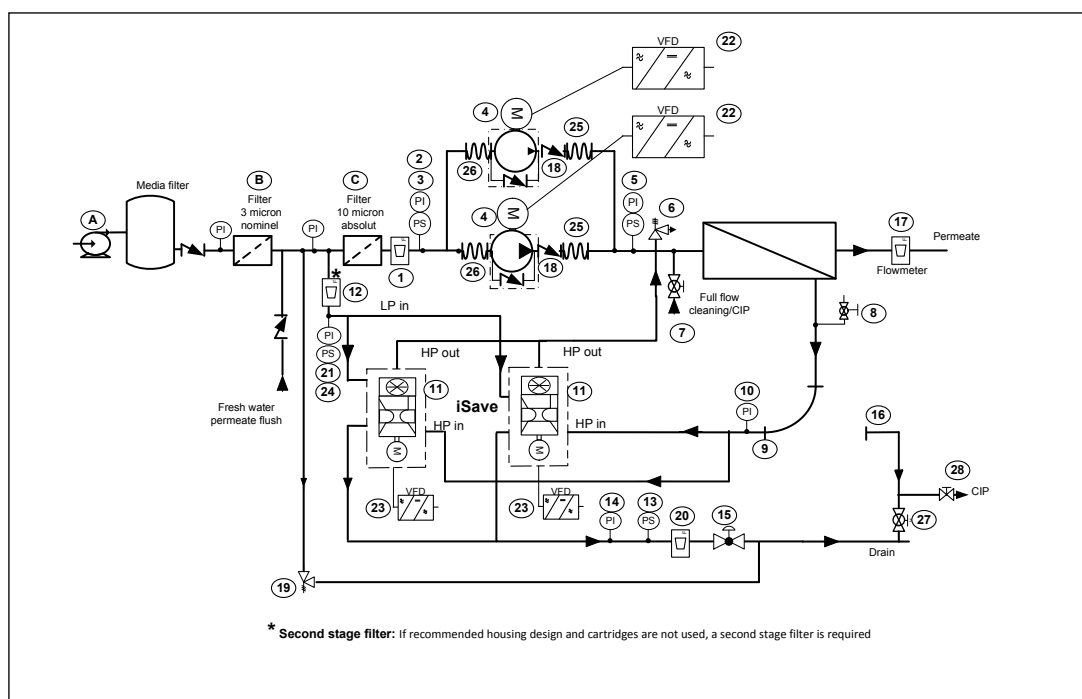 VFD
22
VFD
22
4
M
25
26
18
2
3
PI
PS
4
M
25
26
18
Media filter
A
B
Filter
3 micron
nominel
C
Filter
10 micron
absolut
PI
PI
F
1
5
PI
PS
6
17
F
Permeate
Flowmeter
*
F
12
LP in
Full flow
cleaning/CIP
7
8
PI
PS
21
24
HP out
HP out
11
iSave
11
10
PI
16
Fresh water
permeate flush
HP in
HP in
M
M
9
28
CIP
23
VFD
23
VFD
14
PI
13
PS
20
F
15
27
Drain
19
* Second stage filter: If recommended housing design and cartridges are not used, a second stage filter is required